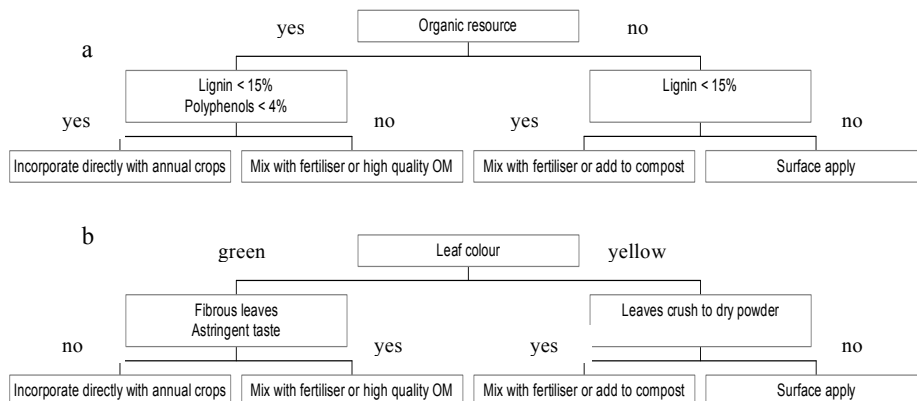 yes
Organic resource
no
a
Lignin < 15%
Polyphenols < 4%
Lignin < 15%
yes
no
yes
no
Incorporate directly with annual crops
Mix with fertiliser or high quality OM
Mix with fertiliser or add to compost
Surface apply
b
green
Leaf colour
yellow
Fibrous leaves
Astringent taste
Leaves crush to dry powder
no
yes
yes
no
Incorporate directly with annual crops
Mix with fertiliser or high quality OM
Mix with fertiliser or add to compost
Surface apply